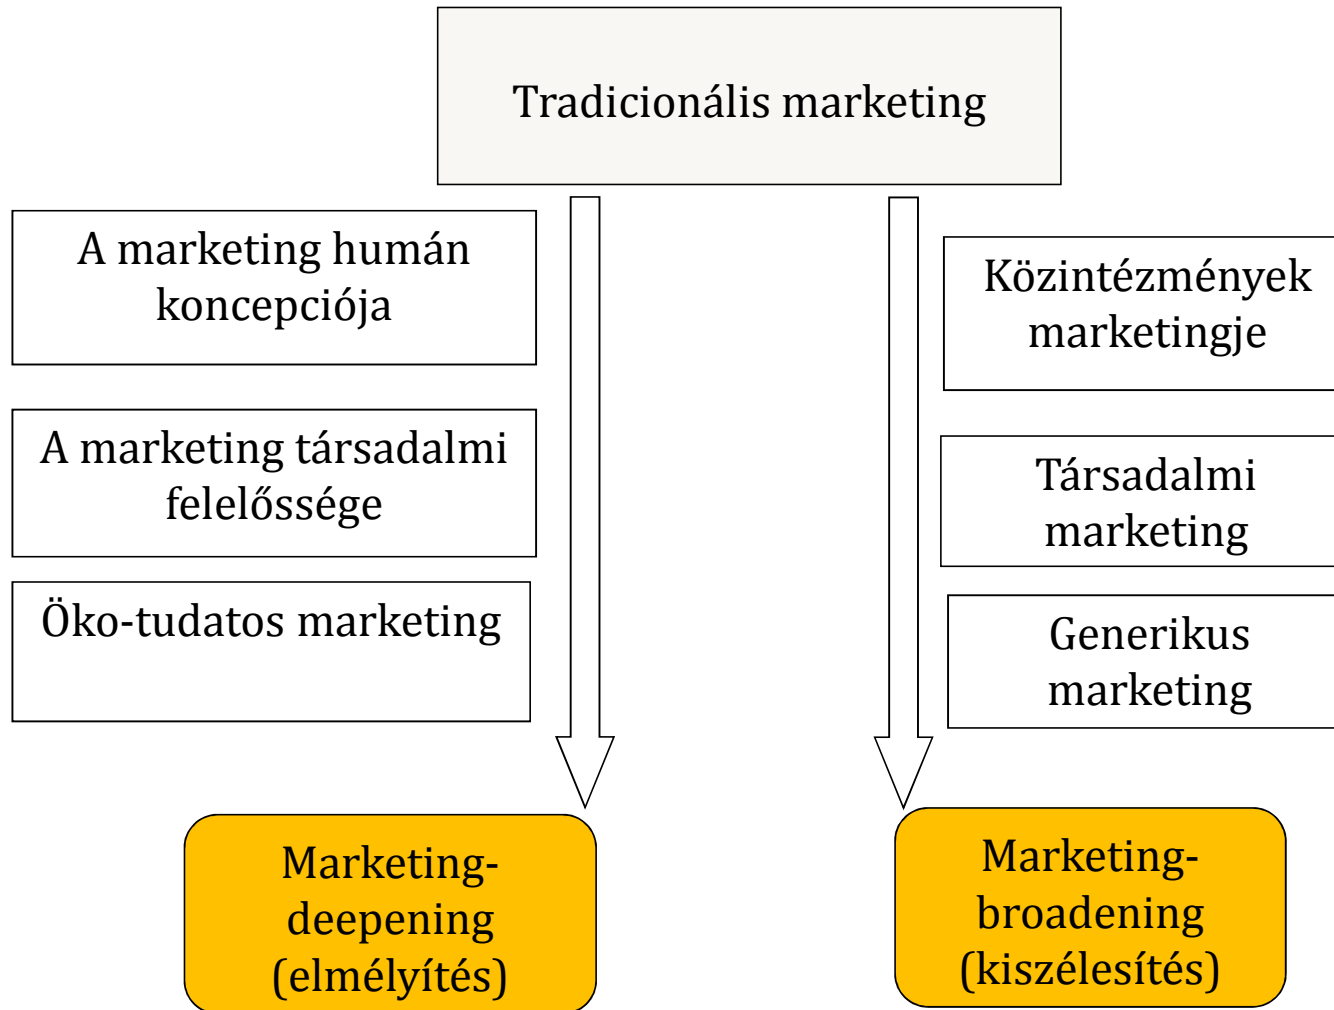 Tradicionális marketing
A marketing humán
koncepciója
A marketing társadalmi
felelőssége
Öko-tudatos marketing
Közintézmények
marketingje
Társadalmi
marketing
Generikus
marketing
Marketing-
deepening
(elmélyítés)
Marketing-
broadening
(kiszélesítés)